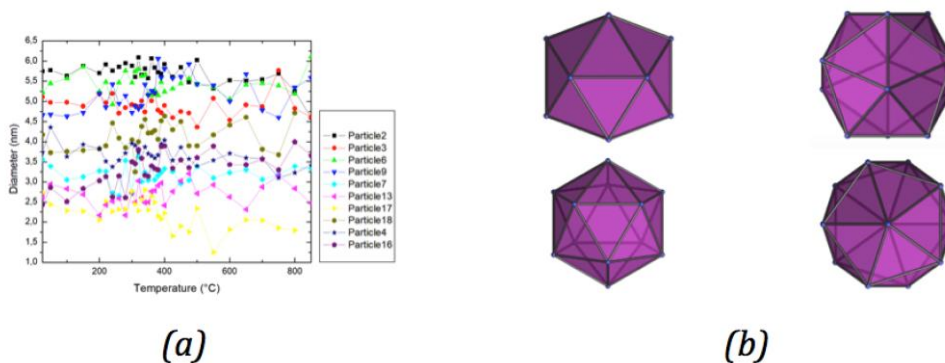 6,5
6,0
5,5
5,0
4,5
4,0
3,5
3,0
2,5
2,0
1,5
1,0
Diameter (nm)
200 400 600 800
Temperature (°C)
Particle2
Particle3
Particle6
Particle9
Particle7
Particle13
Particle17
Particle18
Particle4
Particle16
(a) (b)